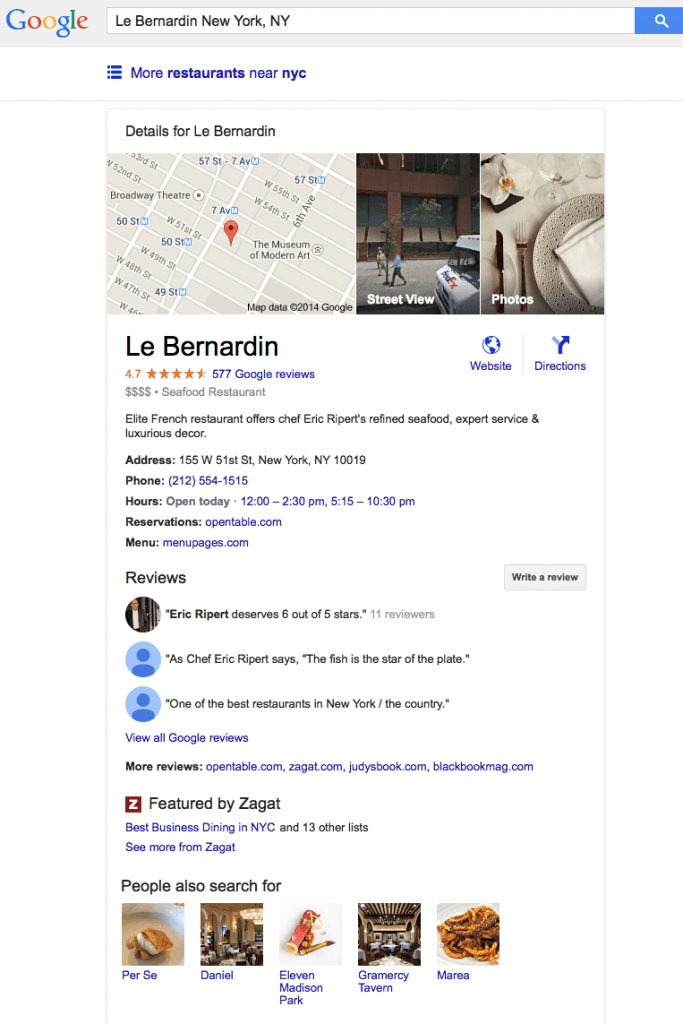 Google
Le Bernardin New York, NY
More restaurants near nyc
Details for Le Bernardin
W 53rd St
57 St - 7 Av M
W 52nd St
57 St M
Broadway Theatre
W 55th St
W 54th St
6th Ave
7 Av M
50 St M
W 51st St
50 St M
The Museum
of Modern Art
W 49th St
W 48th St
W 47th St
49 St M
W 46th
Map data ©2014 Google
FedEx
Street View
Photos
Le Bernardin
4.7 ★★★★★ 577 Google reviews
$$$$ • Seafood Restaurant
Website
Directions
Elite French restaurant offers chef Eric Ripert's refined seafood, expert service &
luxurious decor.
Address: 155 W 51st St, New York, NY 10019
Phone: (212) 554-1515
Hours: Open today · 12:00 – 2:30 pm, 5:15 – 10:30 pm
Reservations: opentable.com
Menu: menupages.com
Reviews
Write a review
"Eric Ripert deserves 6 out of 5 stars." 11 reviewers
"As Chef Eric Ripert says, "The fish is the star of the plate."
"One of the best restaurants in New York / the country."
View all Google reviews
More reviews: opentable.com, zagat.com, judysbook.com, blackbookmag.com
Z Featured by Zagat
Best Business Dining in NYC and 13 other lists
See more from Zagat
People also search for
Per Se
Daniel
Eleven
Madison
Park
Gramercy
Tavern
Marea